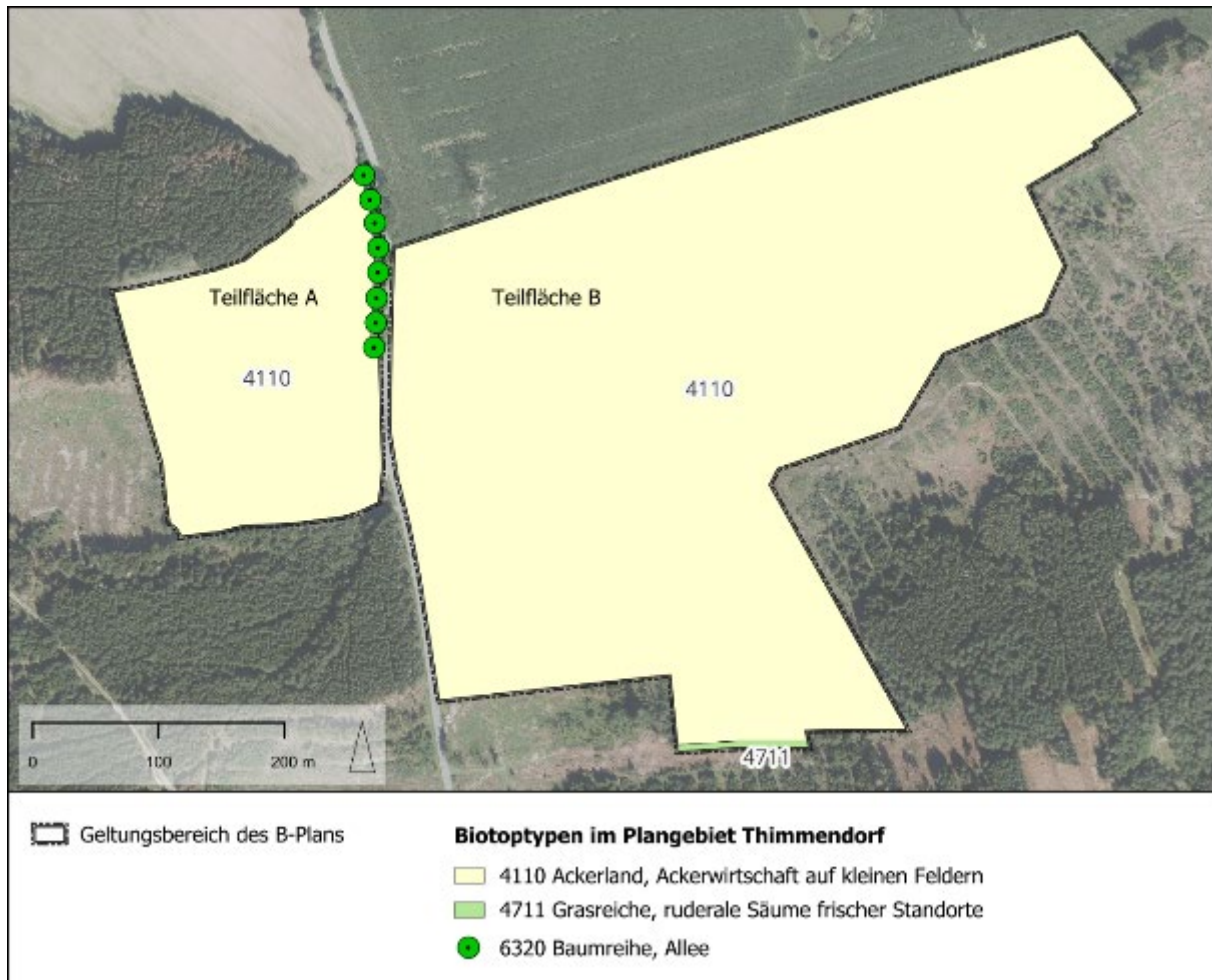 Teilfläche A
Teilfläche B
4110
4110
4711
0 100 200 m
Geltungsbereich des B-Plans
Biotoptypen im Plangebiet Thimmendorf
4110 Ackerland, Ackerwirtschaft auf kleinen Feldern
4711 Grasreiche, ruderale Säume frischer Standorte
6320 Baumreihe, Allee